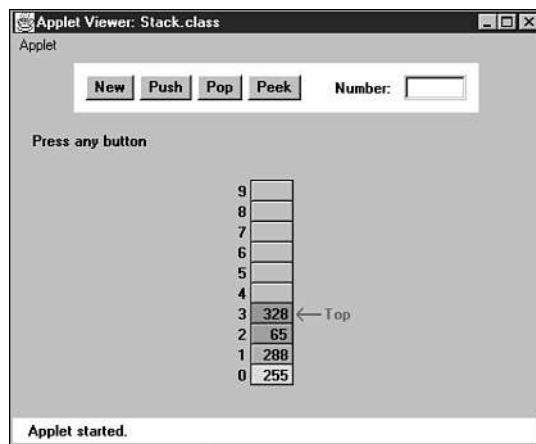 Applet Viewer: Stack.class
Applet
New Push Pop Peek Number:
Press any button
9
8
7
6
5
4
3 328 ←Top
2 65
1 288
0 255
Applet started.